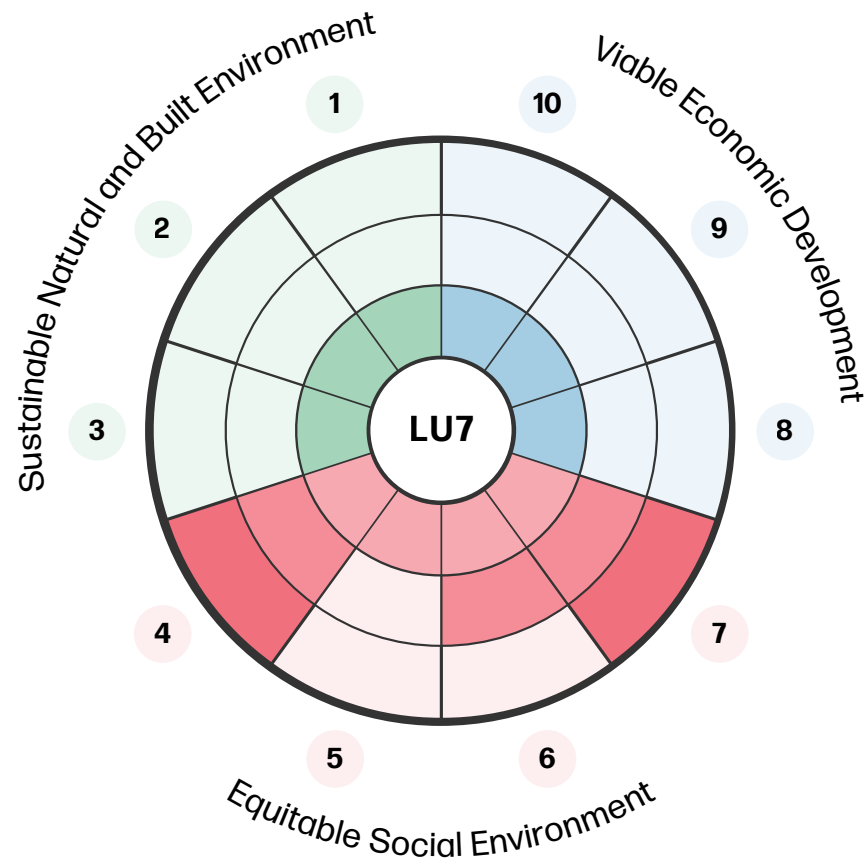 Sustainable Natural and Built Environment
Viable Economic Development
1
10
2
9
3
LU7
8
4
7
5
6
Equitable Social Environment